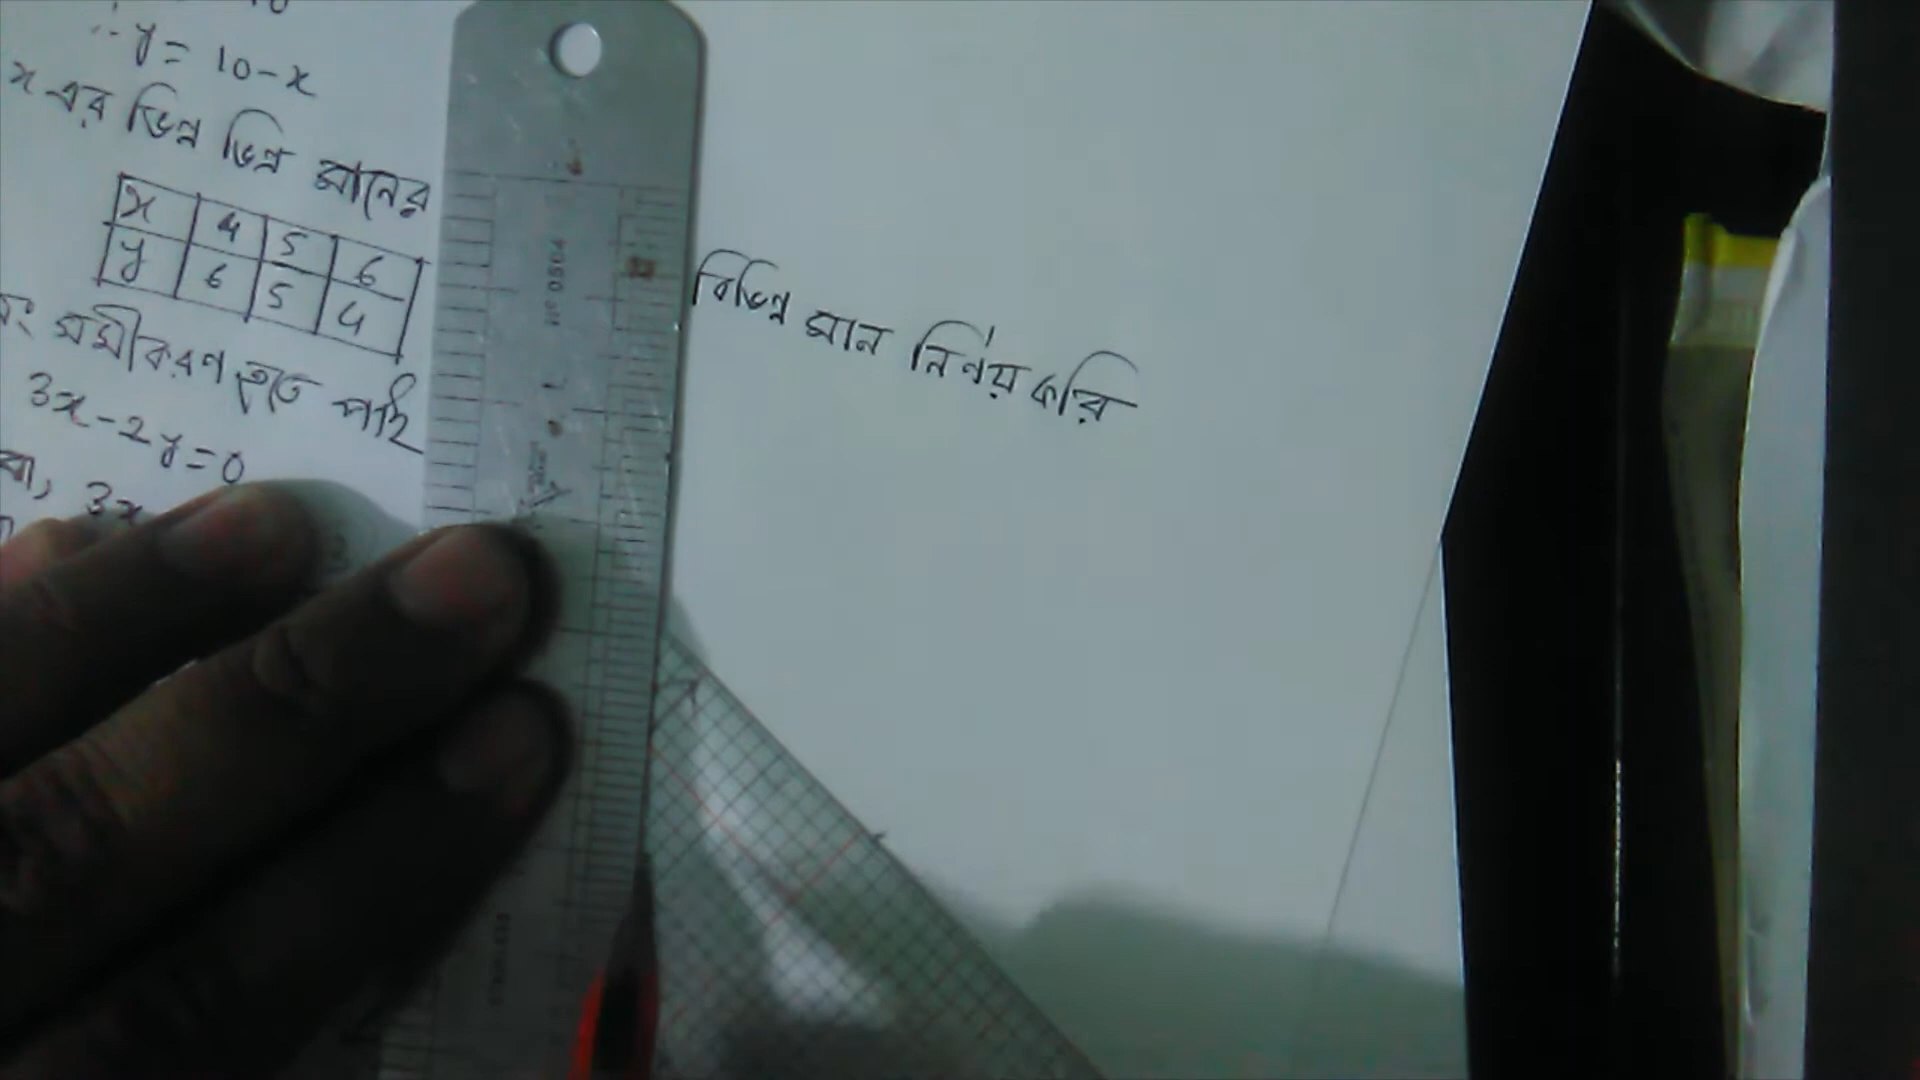 ∴ y = 10 - x
x এর ভিন্ন ভিন্ন মানের
বিভিন্ন মান নির্ণয় করি
x 4 5 6
y 6 5 4
নং সমীকরণ হতে পাই
3x - 2y = 0
বা, 3x